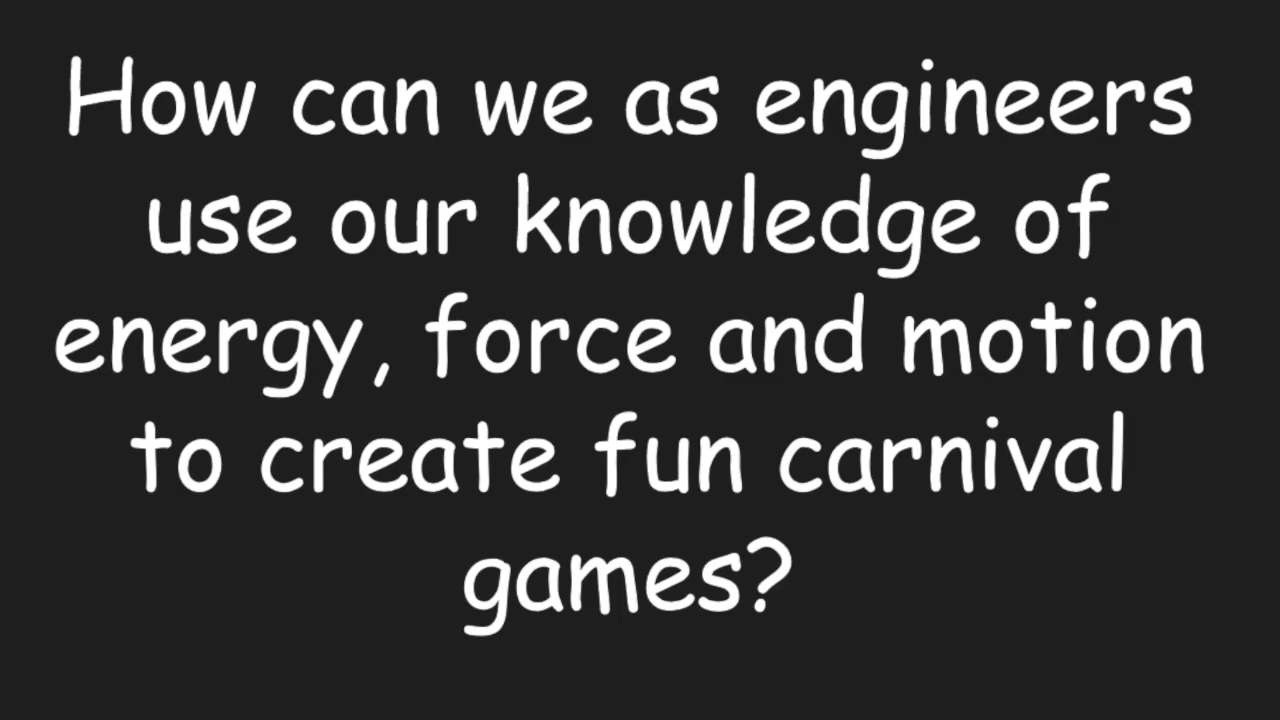 How can we as engineers
use our knowledge of
energy, force and motion
to create fun carnival
games?